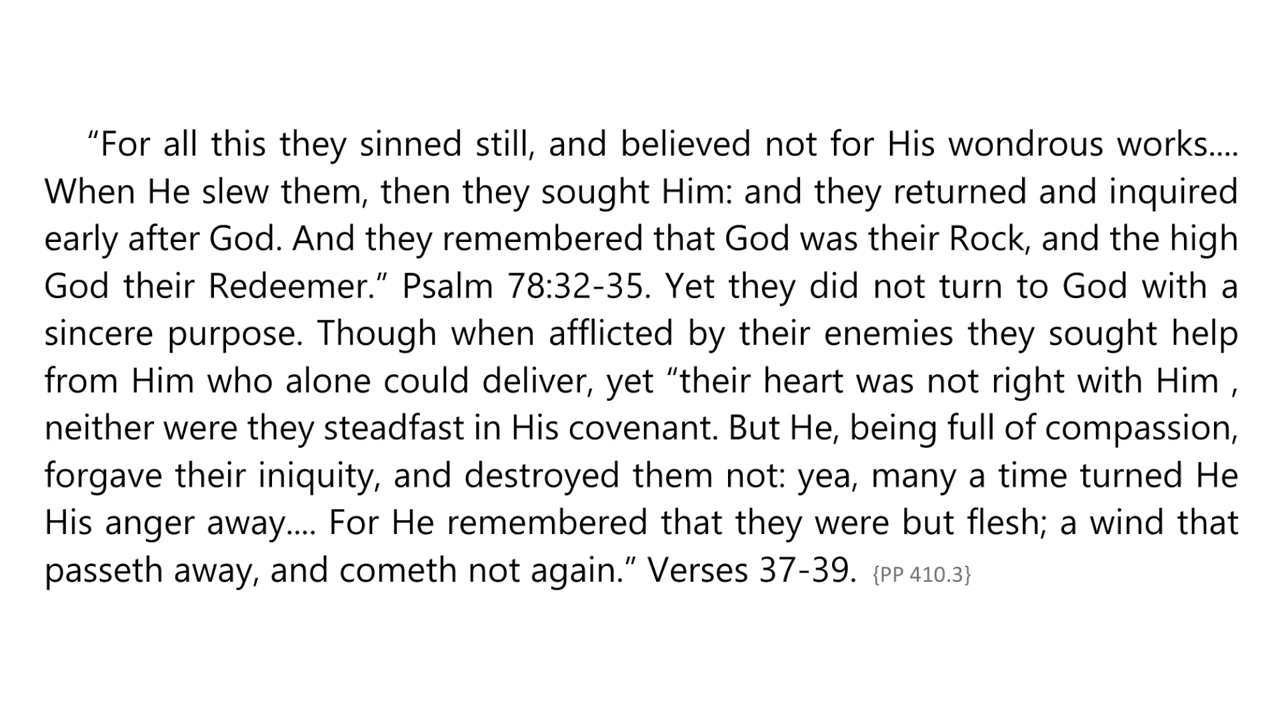 “For all this they sinned still, and believed not for His wondrous works....
When He slew them, then they sought Him: and they returned and inquired
early after God. And they remembered that God was their Rock, and the high
God their Redeemer.” Psalm 78:32-35. Yet they did not turn to God with a
sincere purpose. Though when afflicted by their enemies they sought help
from Him who alone could deliver, yet “their heart was not right with Him ,
neither were they steadfast in His covenant. But He, being full of compassion,
forgave their iniquity, and destroyed them not: yea, many a time turned He
His anger away.... For He remembered that they were but flesh; a wind that
passeth away, and cometh not again.” Verses 37-39. {PP 410.3}